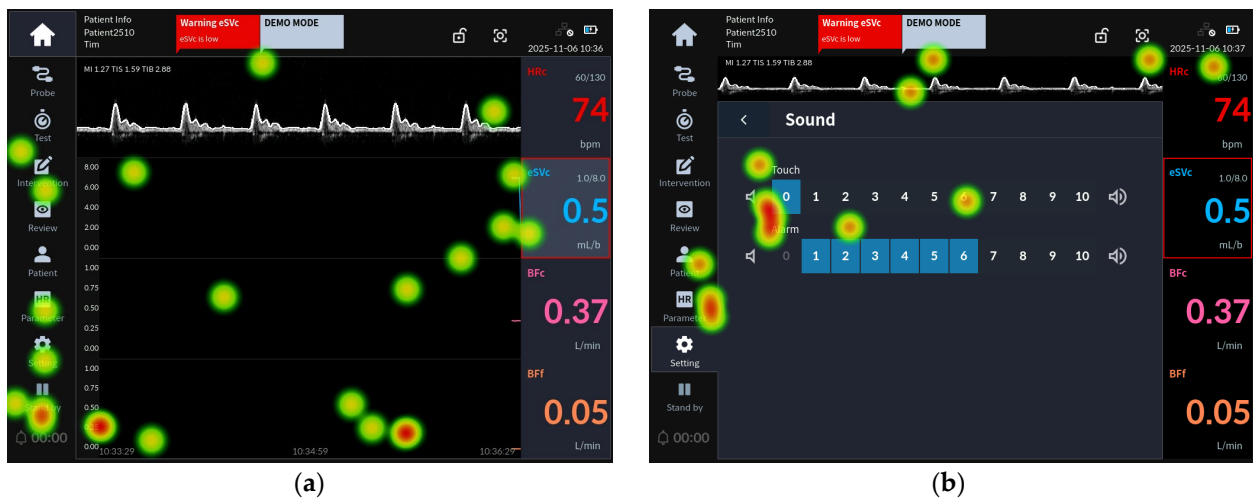 Patient Info
Patient2510
Tim
Warning eSVc
eSVc is low
DEMO MODE
2025-11-06 10:36
Probe
Test
Intervention
Review
Patient
HR
Parameter
Setting
Stand by
00:00
MI 1.27 TIS 1.59 TIB 2.88
8.00
6.00
4.00
2.00
0.00
1.00
0.75
0.50
0.25
0.00
1.00
0.75
0.50
0.00
10:33:29
10:34:59
10:36:29
HRc
60/130
74
bpm
eSVc
1.0/8.0
0.5
mL/b
BFc
0.37
L/min
BFf
0.05
L/min
(a)
Patient Info
Patient2510
Tim
Warning eSVc
eSVc is low
DEMO MODE
2025-11-06 10:37
Probe
Test
Intervention
Review
Patient
HR
Parameter
Setting
Stand by
00:00
MI 1.27 TIS 1.59 TIB 2.88
Sound
Touch
0 1 2 3 4 5 6 7 8 9 10
Alarm
0 1 2 3 4 5 6 7 8 9 10
HRc
60/130
74
bpm
eSVc
1.0/8.0
0.5
mL/b
BFc
0.37
L/min
BFf
0.05
L/min
(b)